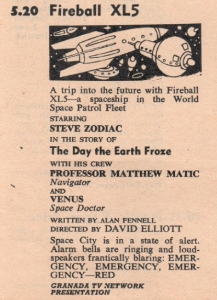 5.20 Fireball XL5
A trip into the future with Fireball
XL5—a spaceship in the World
Space Patrol Fleet
STARRING
STEVE ZODIAC
IN THE STORY OF
The Day the Earth Froze
WITH HIS CREW
PROFESSOR MATTHEW MATIC
Navigator
AND
VENUS
Space Doctor
WRITTEN BY ALAN FENNELL
DIRECTED BY DAVID ELLIOTT
Space City is in a state of alert.
Alarm bells are ringing and loud-
speakers frantically blaring: EMER-
GENCY, EMERGENCY, EMER-
GENCY—RED
GRANADA TV NETWORK
PRESENTATION